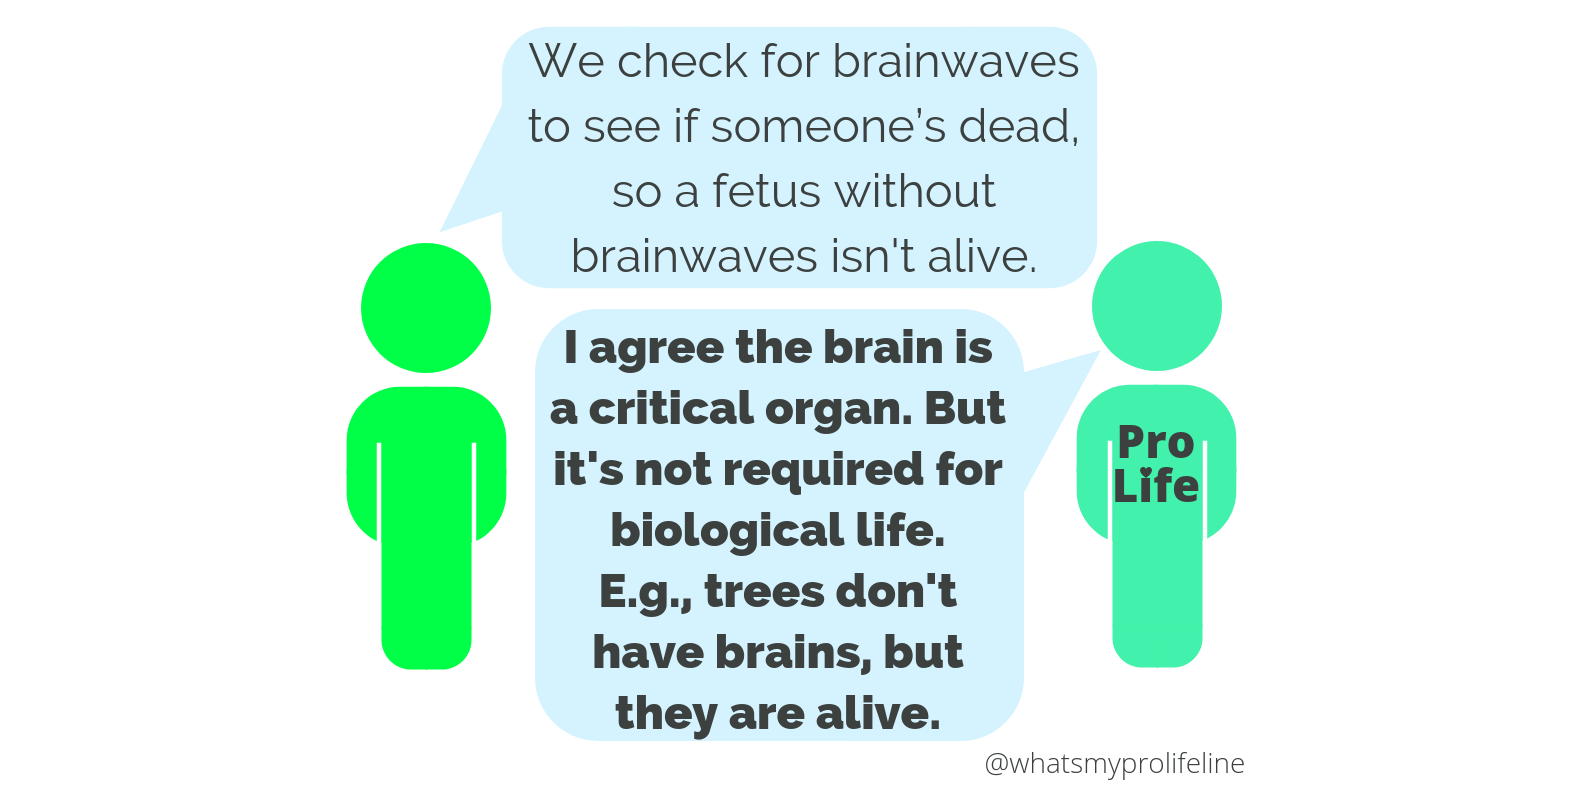 We check for brainwaves
to see if someone’s dead,
so a fetus without
brainwaves isn't alive.
I agree the brain is
a critical organ. But
it's not required for
biological life.
E.g., trees don't
have brains, but
they are alive.
Pro
Life
@whatsmyprolifeline